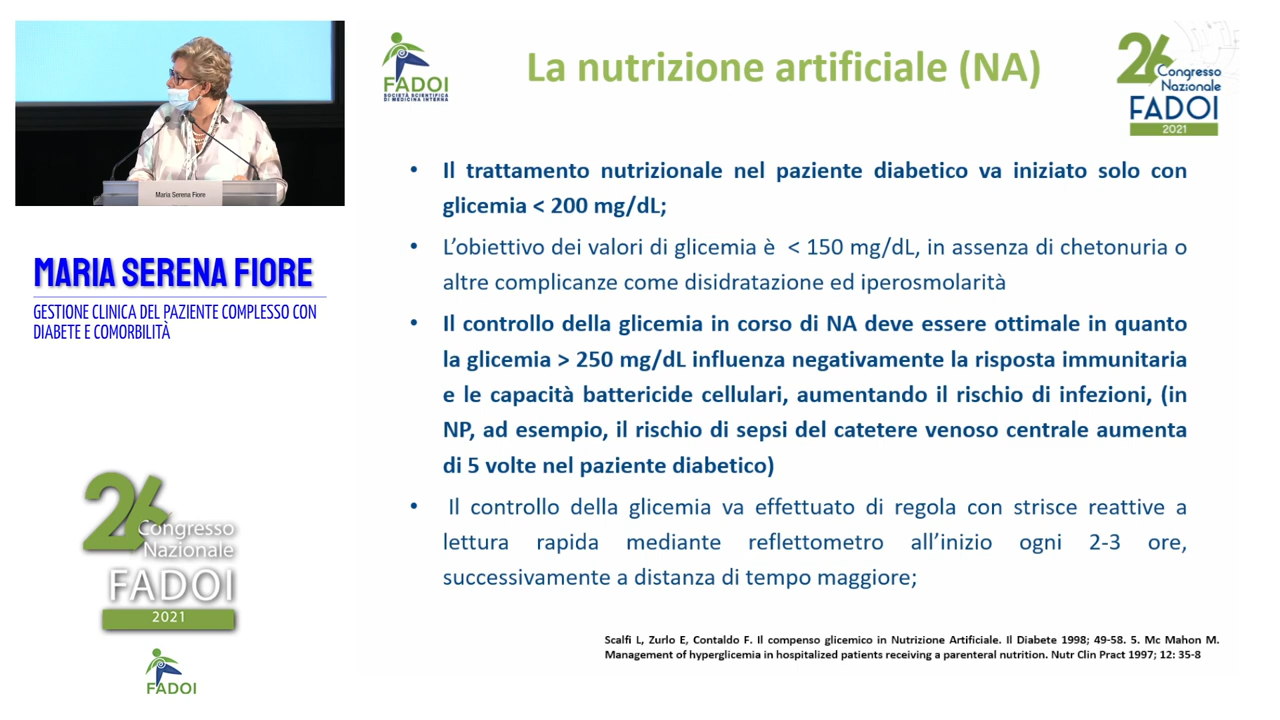 Maria Serena Fiore
MARIA SERENA FIORE
GESTIONE CLINICA DEL PAZIENTE COMPLESSO CON
DIABETE E COMORBILITÀ
26
Congresso
Nazionale
FADOI
2021
FADOI
FADOI
SOCIETÀ SCIENTIFICA
DI MEDICINA INTERNA
La nutrizione artificiale (NA)
26
Congresso
Nazionale
FADOI
2021
• Il trattamento nutrizionale nel paziente diabetico va iniziato solo con
glicemia < 200 mg/dL;
• L’obiettivo dei valori di glicemia è < 150 mg/dL, in assenza di chetonuria o
altre complicanze come disidratazione ed iperosmolarità
• Il controllo della glicemia in corso di NA deve essere ottimale in quanto
la glicemia > 250 mg/dL influenza negativamente la risposta immunitaria
e le capacità battericide cellulari, aumentando il rischio di infezioni, (in
NP, ad esempio, il rischio di sepsi del catetere venoso centrale aumenta
di 5 volte nel paziente diabetico)
• Il controllo della glicemia va effettuato di regola con strisce reattive a
lettura rapida mediante reflettometro all’inizio ogni 2-3 ore,
successivamente a distanza di tempo maggiore;
Scalfi L, Zurlo E, Contaldo F. Il compenso glicemico in Nutrizione Artificiale. Il Diabete 1998; 49-58. 5. Mc Mahon M.
Management of hyperglicemia in hospitalized patients receiving a parenteral nutrition. Nutr Clin Pract 1997; 12: 35-8